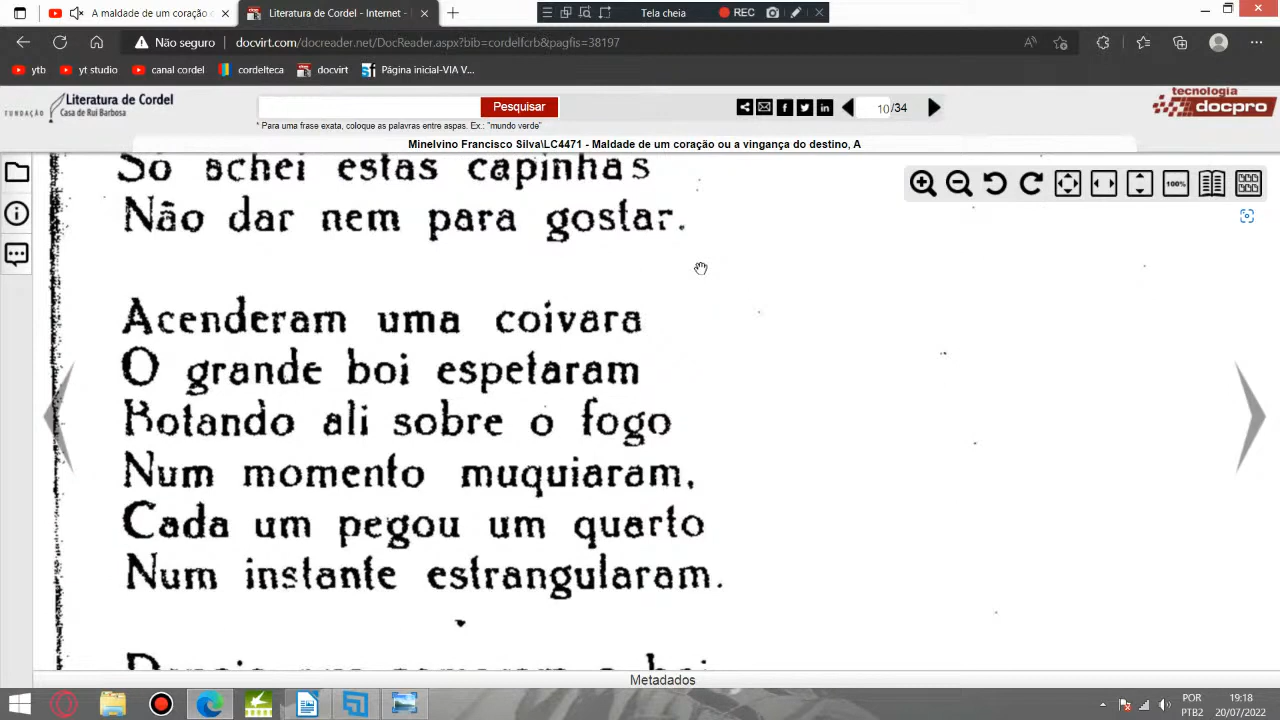 A maldade de um coração c
Literatura de Cordel - Internet -
Tela cheia
REC
Não seguro
docvirt.com/docreader.net/DocReader.aspx?bib=cordelfcrb&pagfis=38197
ytb
yt studio
canal cordel
cordelteca
docvirt
Página inicial-VIA V...
FUNDAÇÃO
Literatura de Cordel
Casa de Rui Barbosa
Pesquisar
10/34
tecnologia
docpro
* Para uma frase exata, coloque as palavras entre aspas. Ex.: "mundo verde"
Minelvino Francisco Silva\LC4471 - Maldade de um coração ou a vingança do destino, A
100%
Só achei estas capinhas
Não dar nem para gostar.
Acenderam uma coivara
O grande boi espetaram
Botando ali sobre o fogo
Num momento muquiaram,
Cada um pegou um quarto
Num instante estrangularam.
Metadados
POR
PTB2
19:18
20/07/2022